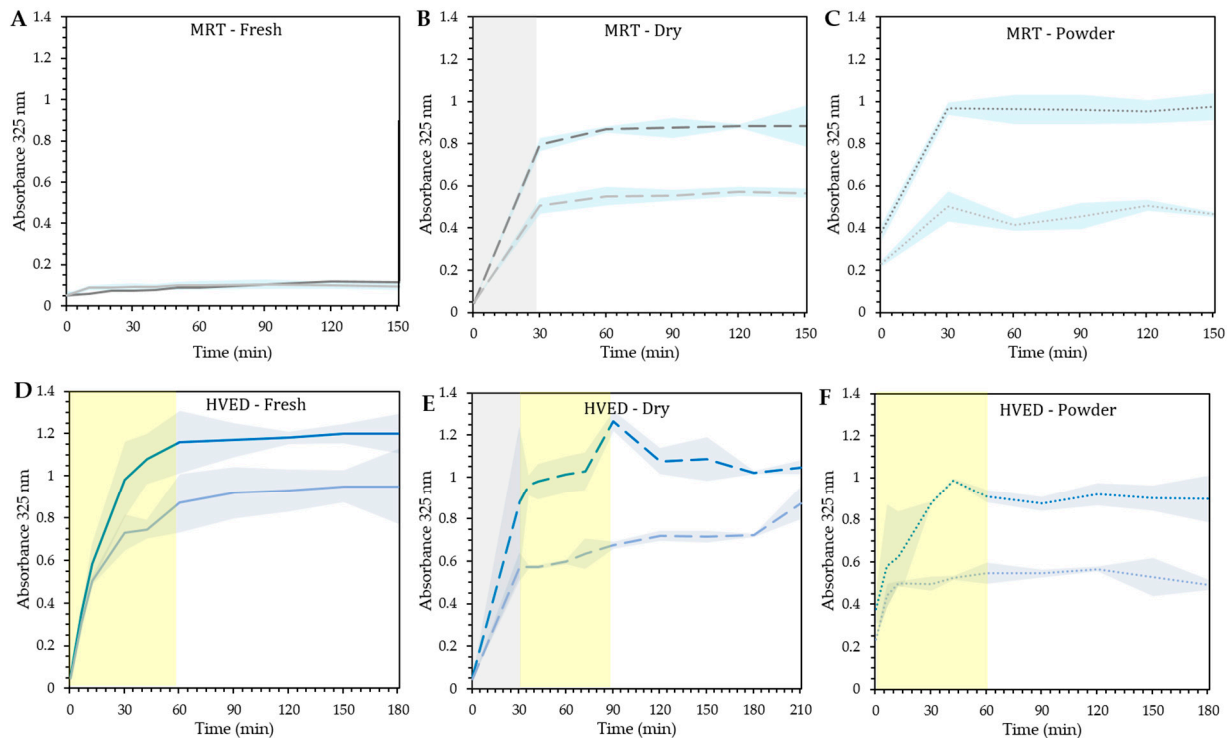 A
MRT - Fresh
1.4
1.2
1
0.8
0.6
0.4
0.2
0
Absorbance 325 nm
0 30 60 90 120 150
Time (min)
B
MRT - Dry
1.4
1.2
1
0.8
0.6
0.4
0.2
0
Absorbance 325 nm
0 30 60 90 120 150
Time (min)
C
MRT - Powder
1.4
1.2
1
0.8
0.6
0.4
0.2
0
Absorbance 325 nm
0 30 60 90 120 150
Time (min)
D
HVED - Fresh
1.4
1.2
1
0.8
0.6
0.4
0.2
0
Absorbance 325 nm
0 30 60 90 120 150 180
Time (min)
E
HVED - Dry
1.4
1.2
1
0.8
0.6
0.4
0.2
0
Absorbance 325 nm
0 30 60 90 120 150 180 210
Time (min)
F
HVED - Powder
1.4
1.2
1
0.8
0.6
0.4
0.2
0
Absorbance 325 nm
0 30 60 90 120 150 180
Time (min)